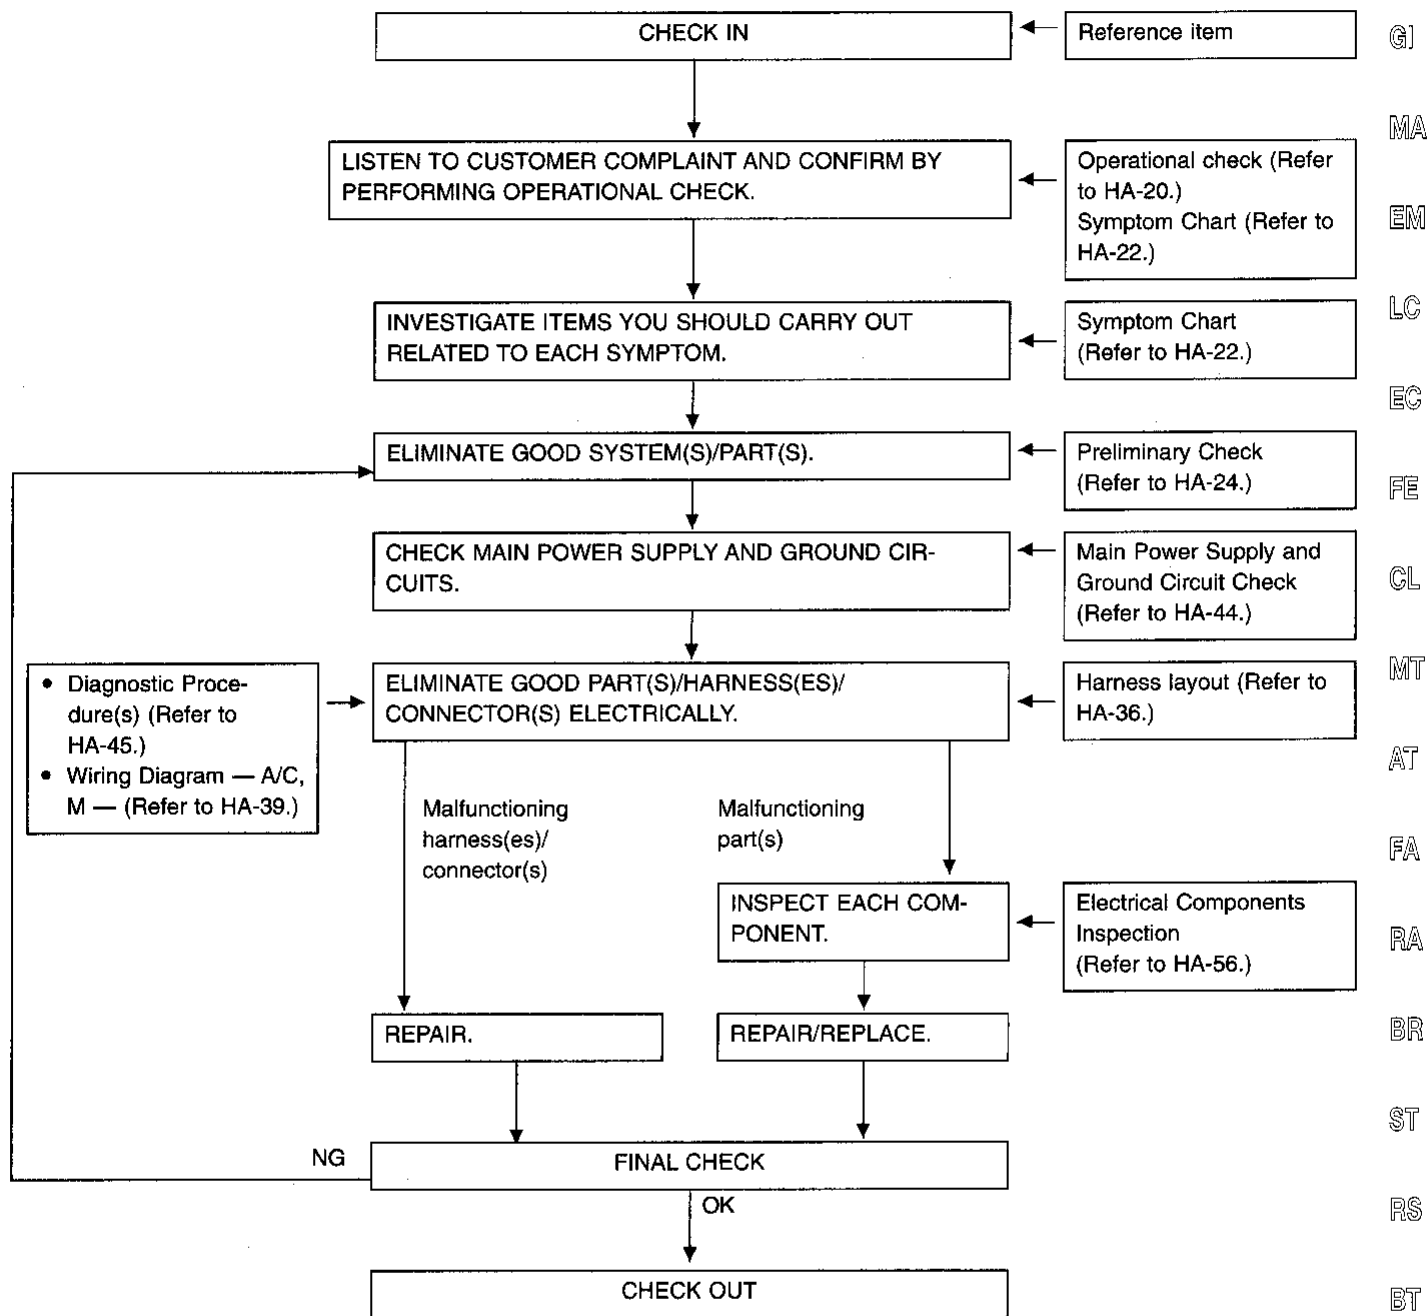 CHECK IN
Reference item
GI
MA
LISTEN TO CUSTOMER COMPLAINT AND CONFIRM BY
PERFORMING OPERATIONAL CHECK.
Operational check (Refer
to HA-20.)
Symptom Chart (Refer to
HA-22.)
EM
LC
INVESTIGATE ITEMS YOU SHOULD CARRY OUT
RELATED TO EACH SYMPTOM.
Symptom Chart
(Refer to HA-22.)
EC
ELIMINATE GOOD SYSTEM(S)/PART(S).
Preliminary Check
(Refer to HA-24.)
FE
CHECK MAIN POWER SUPPLY AND GROUND CIR-
CUITS.
Main Power Supply and
Ground Circuit Check
(Refer to HA-44.)
CL
MT
• Diagnostic Proce-
dure(s) (Refer to
HA-45.)
• Wiring Diagram — A/C,
M — (Refer to HA-39.)
ELIMINATE GOOD PART(S)/HARNESS(ES)/
CONNECTOR(S) ELECTRICALLY.
Harness layout (Refer to
HA-36.)
AT
Malfunctioning
harness(es)/
connector(s)
Malfunctioning
part(s)
FA
INSPECT EACH COM-
PONENT.
Electrical Components
Inspection
(Refer to HA-56.)
RA
REPAIR.
REPAIR/REPLACE.
BR
ST
NG
FINAL CHECK
OK
RS
CHECK OUT
BT